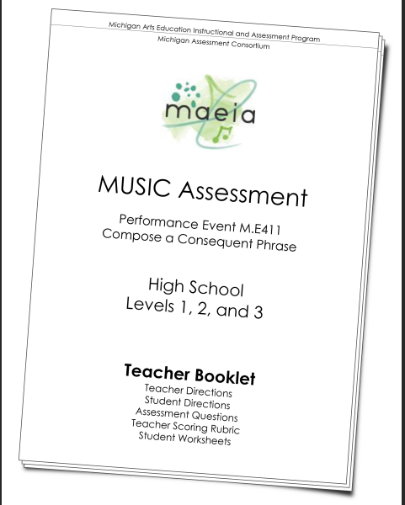 Michigan Arts Education Instructional and Assessment Program
Michigan Assessment Consortium
maeia
MUSIC Assessment
Performance Event M.E411
Compose a Consequent Phrase
High School
Levels 1, 2, and 3
Teacher Booklet
Teacher Directions
Student Directions
Assessment Questions
Teacher Scoring Rubric
Student Worksheets